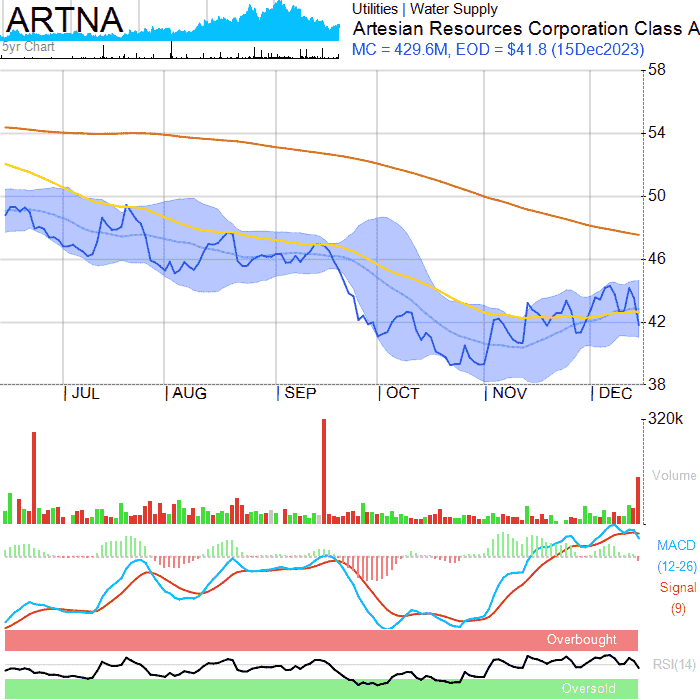 ARTNA
5yr Chart
Utilities | Water Supply
Artesian Resources Corporation Class A
MC = 429.6M, EOD = $41.8 (15Dec2023)
58
54
50
46
42
38
| JUL | AUG | SEP | OCT | NOV | DEC
320k
Volume
MACD
(12-26)
Signal
(9)
Overbought
RSI(14)
Oversold